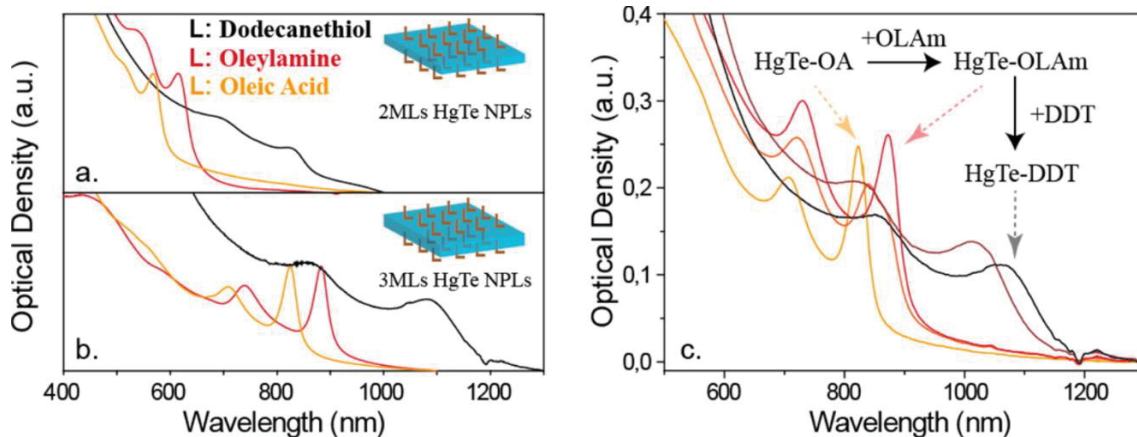 L: Dodecanethiol
L: Oleylamine
L: Oleic Acid
2MLs HgTe NPLs
a.
3MLs HgTe NPLs
b.
400 600 800 1000 1200
Wavelength (nm)
Optical Density (a.u.)
0,4
0,3
0,2
0,1
0,0
Optical Density (a.u.)
+OLAm
HgTe-OA HgTe-OLAm
+DDT
HgTe-DDT
c.
600 800 1000 1200
Wavelength (nm)